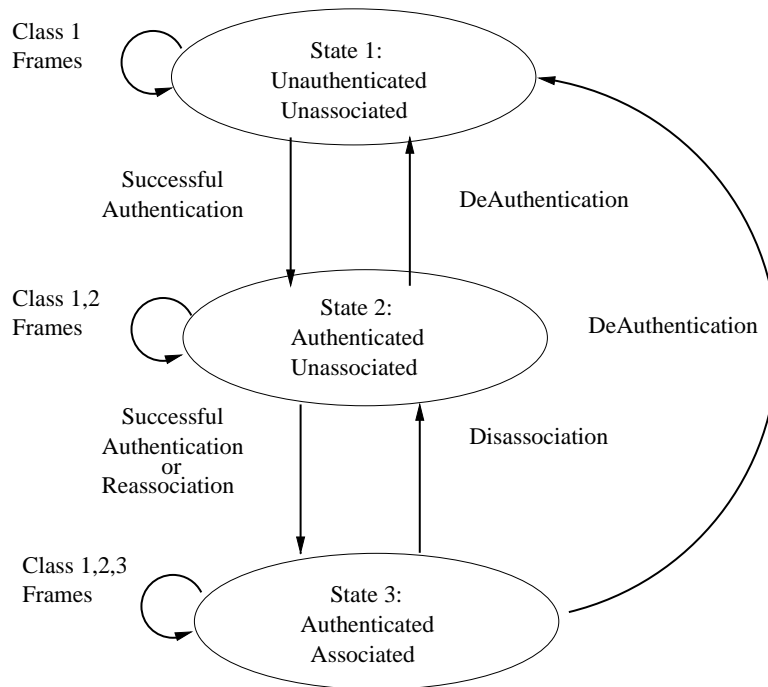 Class 1
Frames
State 1:
Unauthenticated
Unassociated
Successful
Authentication
DeAuthentication
Class 1,2
Frames
State 2:
Authenticated
Unassociated
DeAuthentication
Successful
Authentication
or
Reassociation
Disassociation
Class 1,2,3
Frames
State 3:
Authenticated
Associated